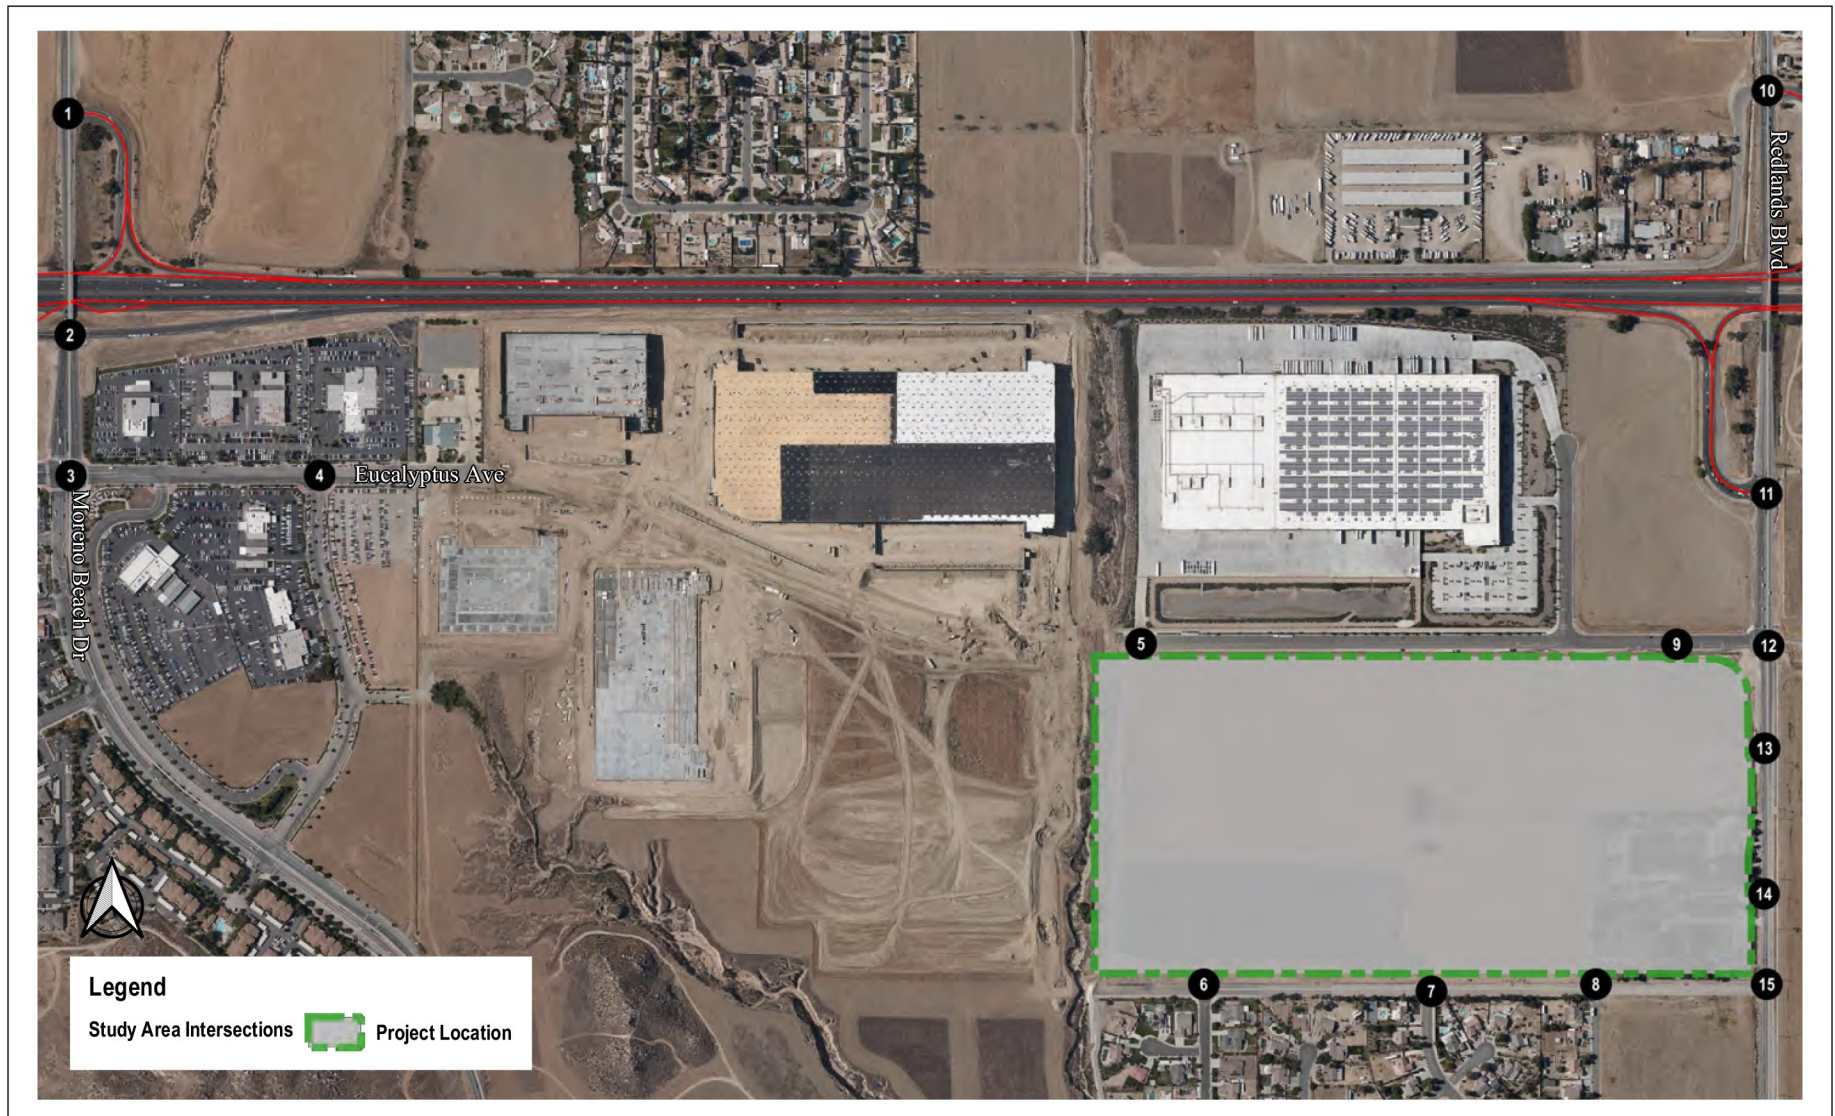 1
10
Redlands Blvd
2
3
4
Eucalyptus Ave
11
Moreno Beach Dr
5
9
12
13
14
6
7
8
15
Legend
Study Area Intersections
Project Location